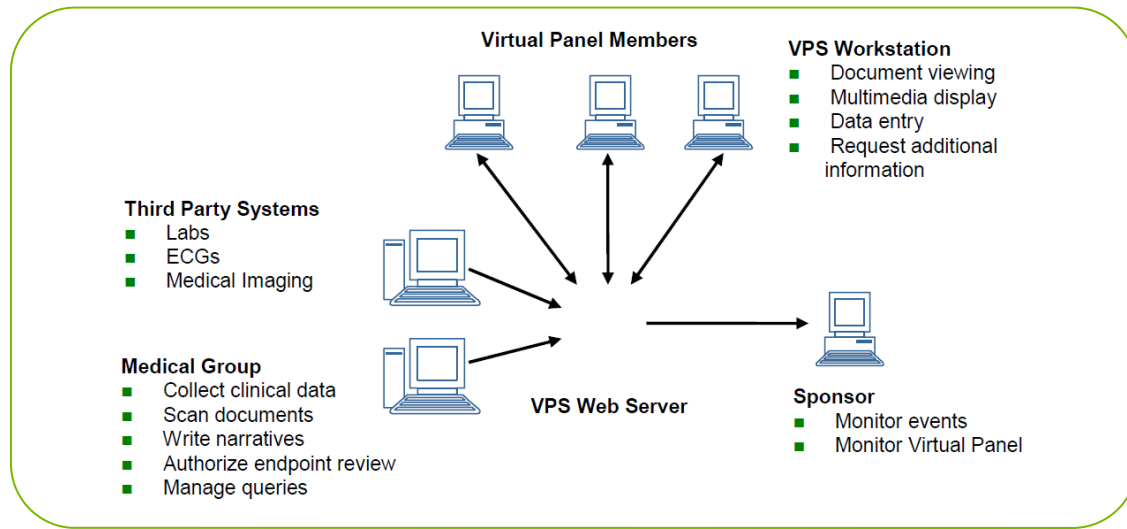 Virtual Panel Members
VPS Workstation
Document viewing
Multimedia display
Data entry
Request additional
information
Third Party Systems
Labs
ECGs
Medical Imaging
Medical Group
Collect clinical data
Scan documents
Write narratives
Authorize endpoint review
Manage queries
VPS Web Server
Sponsor
Monitor events
Monitor Virtual Panel